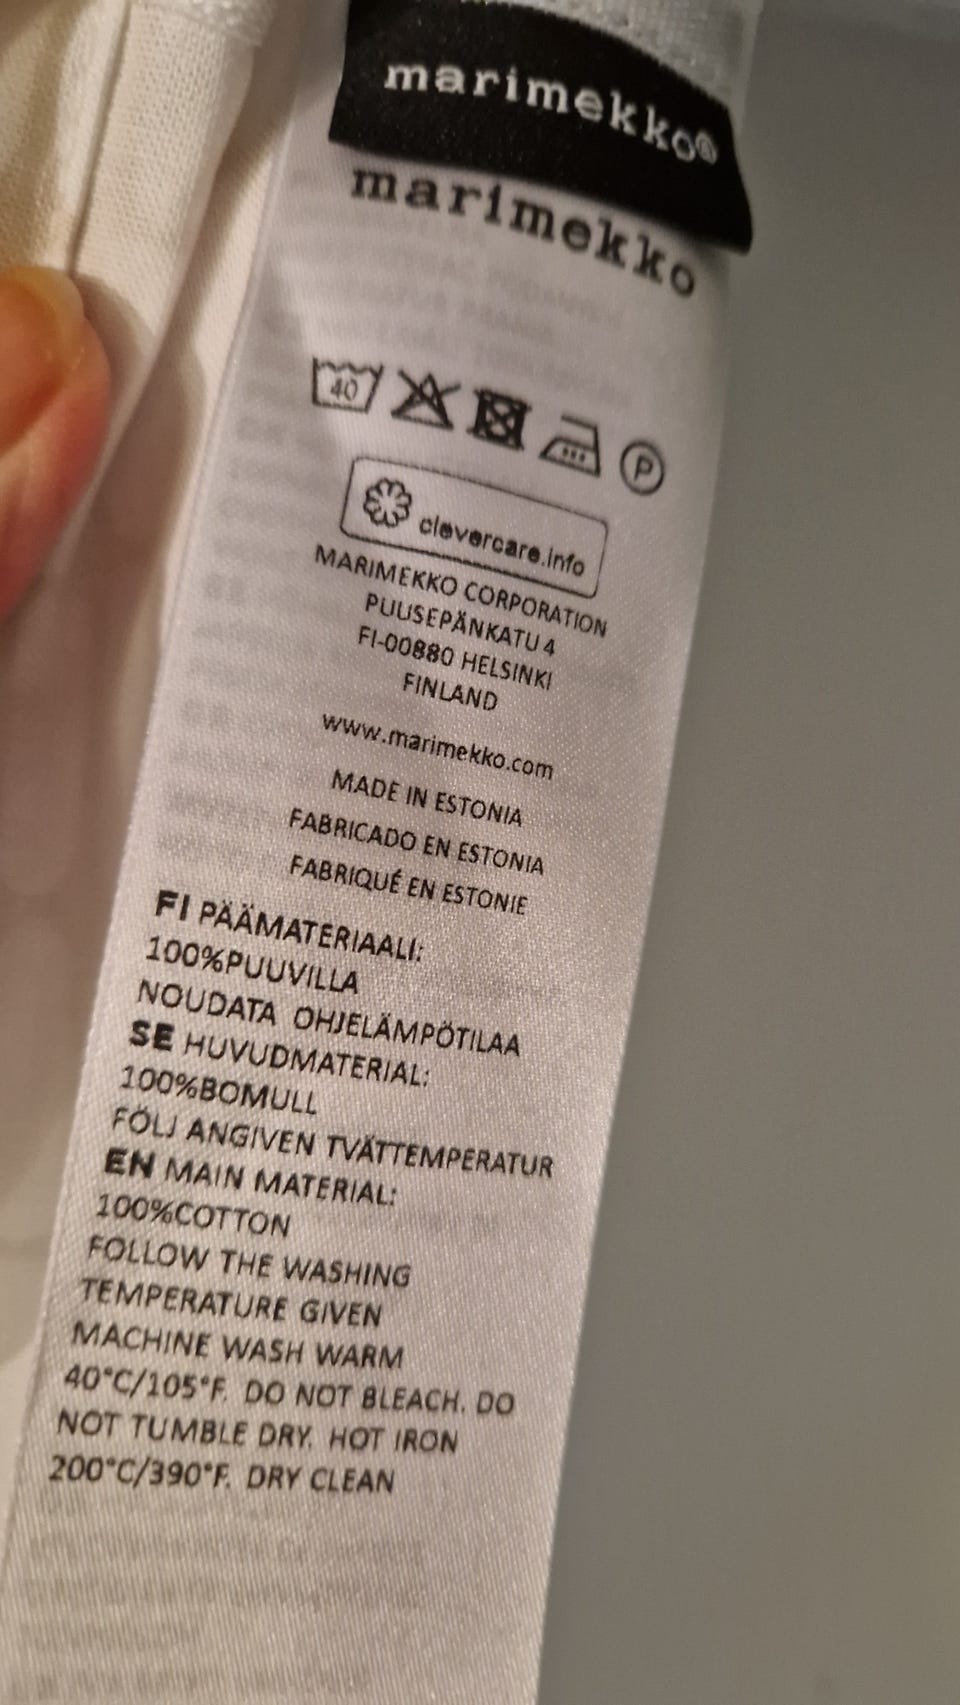 marimekko®
marimekko
40
P
clevercare.info
MARIMEKKO CORPORATION
PUUSEPÄNKATU 4
FI-00880 HELSINKI
FINLAND
www.marimekko.com
MADE IN ESTONIA
FABRICADO EN ESTONIA
FABRIQUÉ EN ESTONIE
FI PÄÄMATERIAALI:
100%PUUVILLA
NOUDATA OHJELÄMPÖTILAA
SE HUVUDMATERIAL:
100%BOMULL
FÖLJ ANGIVEN TVÄTTEMPERATUR
EN MAIN MATERIAL:
100%COTTON
FOLLOW THE WASHING
TEMPERATURE GIVEN
MACHINE WASH WARM
40°C/105°F. DO NOT BLEACH. DO
NOT TUMBLE DRY. HOT IRON
200°C/390°F. DRY CLEAN